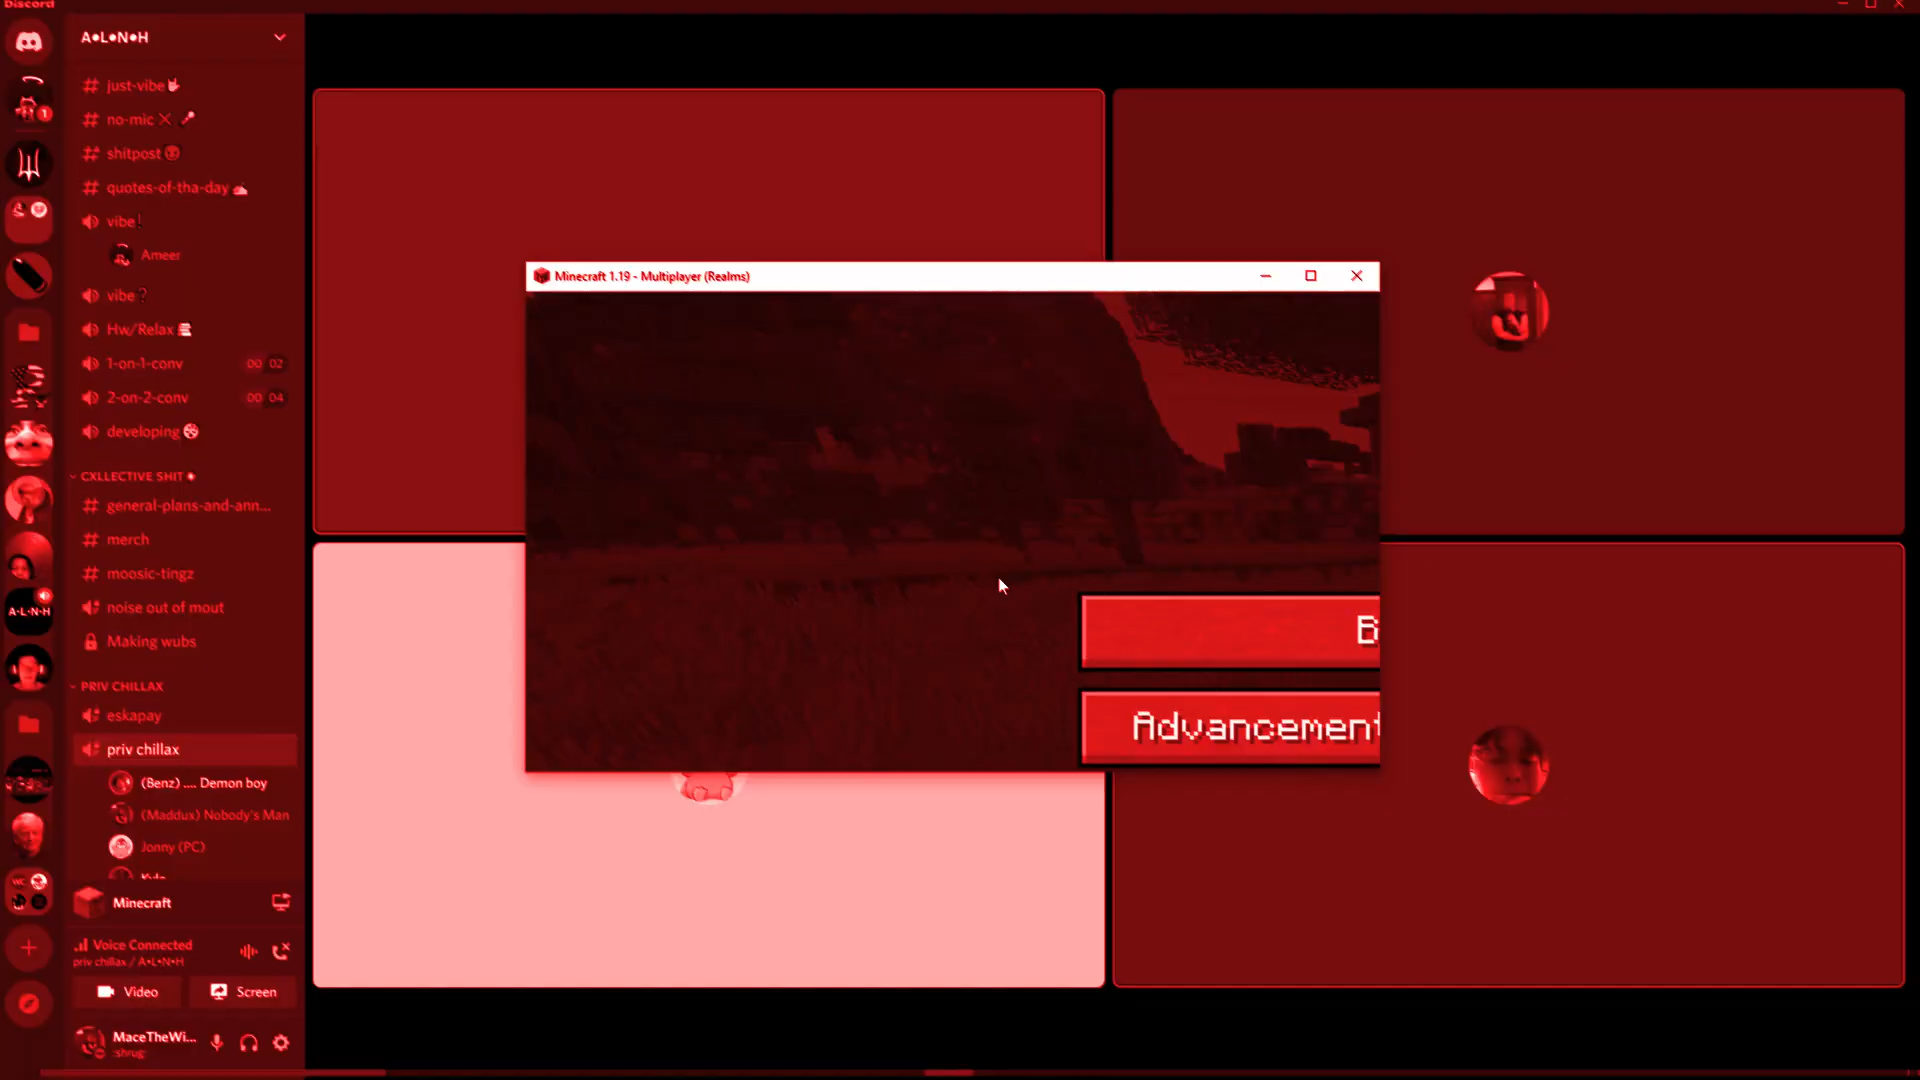 Discord
A•L•N•H
just-vibe
no-mic
shitpost
quotes-of-tha-day
vibe!
Ameer
vibe?
Hw/Relax
1-on-1-conv 00 02
2-on-2-conv 00 04
developing
CXLLECTIVE SHIT
general-plans-and-ann...
merch
moosic-tingz
noise out of mout
Making wubs
PRIV CHILLAX
eskapay
priv chillax
(Benz) .... Demon boy
(Maddux) Nobody's Man
Jonny (PC)
Minecraft
Voice Connected
priv chillax / A•L•N•H
Video Screen
MaceTheWi...
:shrug:
1
A•L•N•H
Minecraft 1.19 - Multiplayer (Realms)
B
Advancement